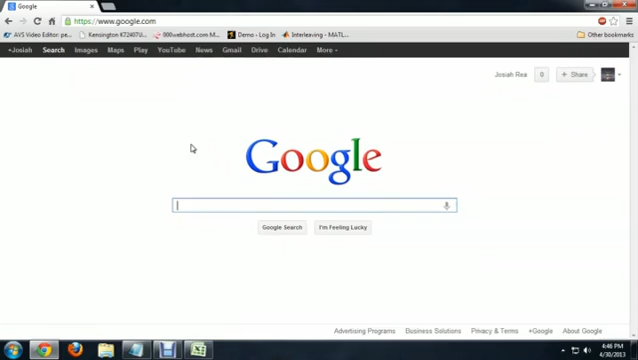 Google
https://www.google.com
AVS Video Editor: pe...
Kensington K72407U...
000webhost.com M...
Demo - Log In
Interleaving - MATL...
Other bookmarks
+Josiah Search Images Maps Play YouTube News Gmail Drive Calendar More
Josiah Rea 0 + Share
Google
Google Search I'm Feeling Lucky
Advertising Programs Business Solutions Privacy & Terms +Google About Google
4:46 PM
4/30/2013